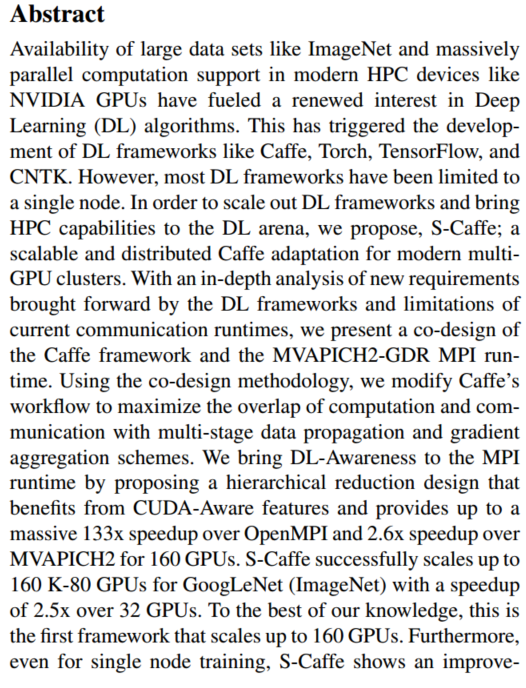 Abstract
Availability of large data sets like ImageNet and massively
parallel computation support in modern HPC devices like
NVIDIA GPUs have fueled a renewed interest in Deep
Learning (DL) algorithms. This has triggered the develop-
ment of DL frameworks like Caffe, Torch, TensorFlow, and
CNTK. However, most DL frameworks have been limited to
a single node. In order to scale out DL frameworks and bring
HPC capabilities to the DL arena, we propose, S-Caffe; a
scalable and distributed Caffe adaptation for modern multi-
GPU clusters. With an in-depth analysis of new requirements
brought forward by the DL frameworks and limitations of
current communication runtimes, we present a co-design of
the Caffe framework and the MVAPICH2-GDR MPI run-
time. Using the co-design methodology, we modify Caffe's
workflow to maximize the overlap of computation and com-
munication with multi-stage data propagation and gradient
aggregation schemes. We bring DL-Awareness to the MPI
runtime by proposing a hierarchical reduction design that
benefits from CUDA-Aware features and provides up to a
massive 133x speedup over OpenMPI and 2.6x speedup over
MVAPICH2 for 160 GPUs. S-Caffe successfully scales up to
160 K-80 GPUs for GoogLeNet (ImageNet) with a speedup
of 2.5x over 32 GPUs. To the best of our knowledge, this is
the first framework that scales up to 160 GPUs. Furthermore,
even for single node training, S-Caffe shows an improve-